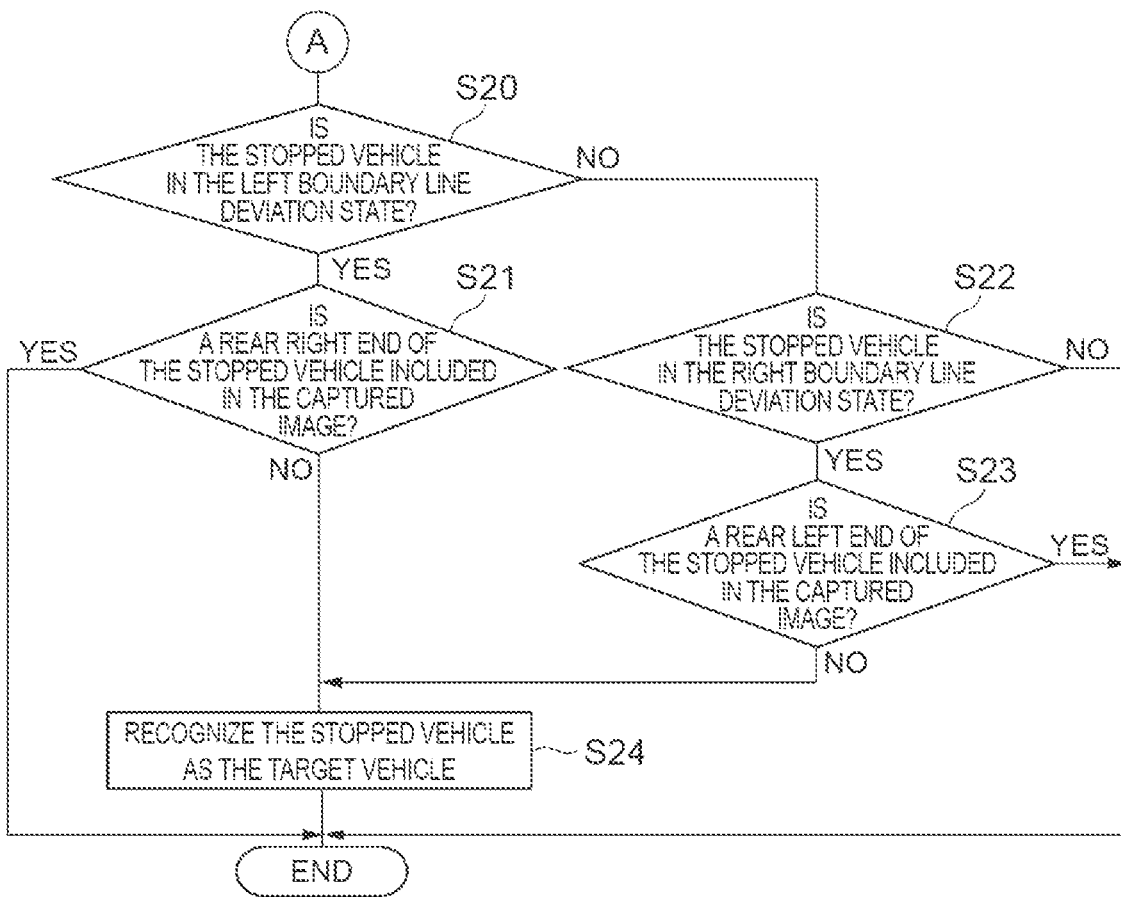 A
S20
IS
THE STOPPED VEHICLE
IN THE LEFT BOUNDARY LINE
DEVIATION STATE?
NO
YES
S21
IS
A REAR RIGHT END OF
THE STOPPED VEHICLE INCLUDED
IN THE CAPTURED
IMAGE?
YES
NO
S22
IS
THE STOPPED VEHICLE
IN THE RIGHT BOUNDARY LINE
DEVIATION STATE?
NO
YES
S23
IS
A REAR LEFT END OF
THE STOPPED VEHICLE INCLUDED
IN THE CAPTURED
IMAGE?
YES
NO
RECOGNIZE THE STOPPED VEHICLE
AS THE TARGET VEHICLE
S24
END